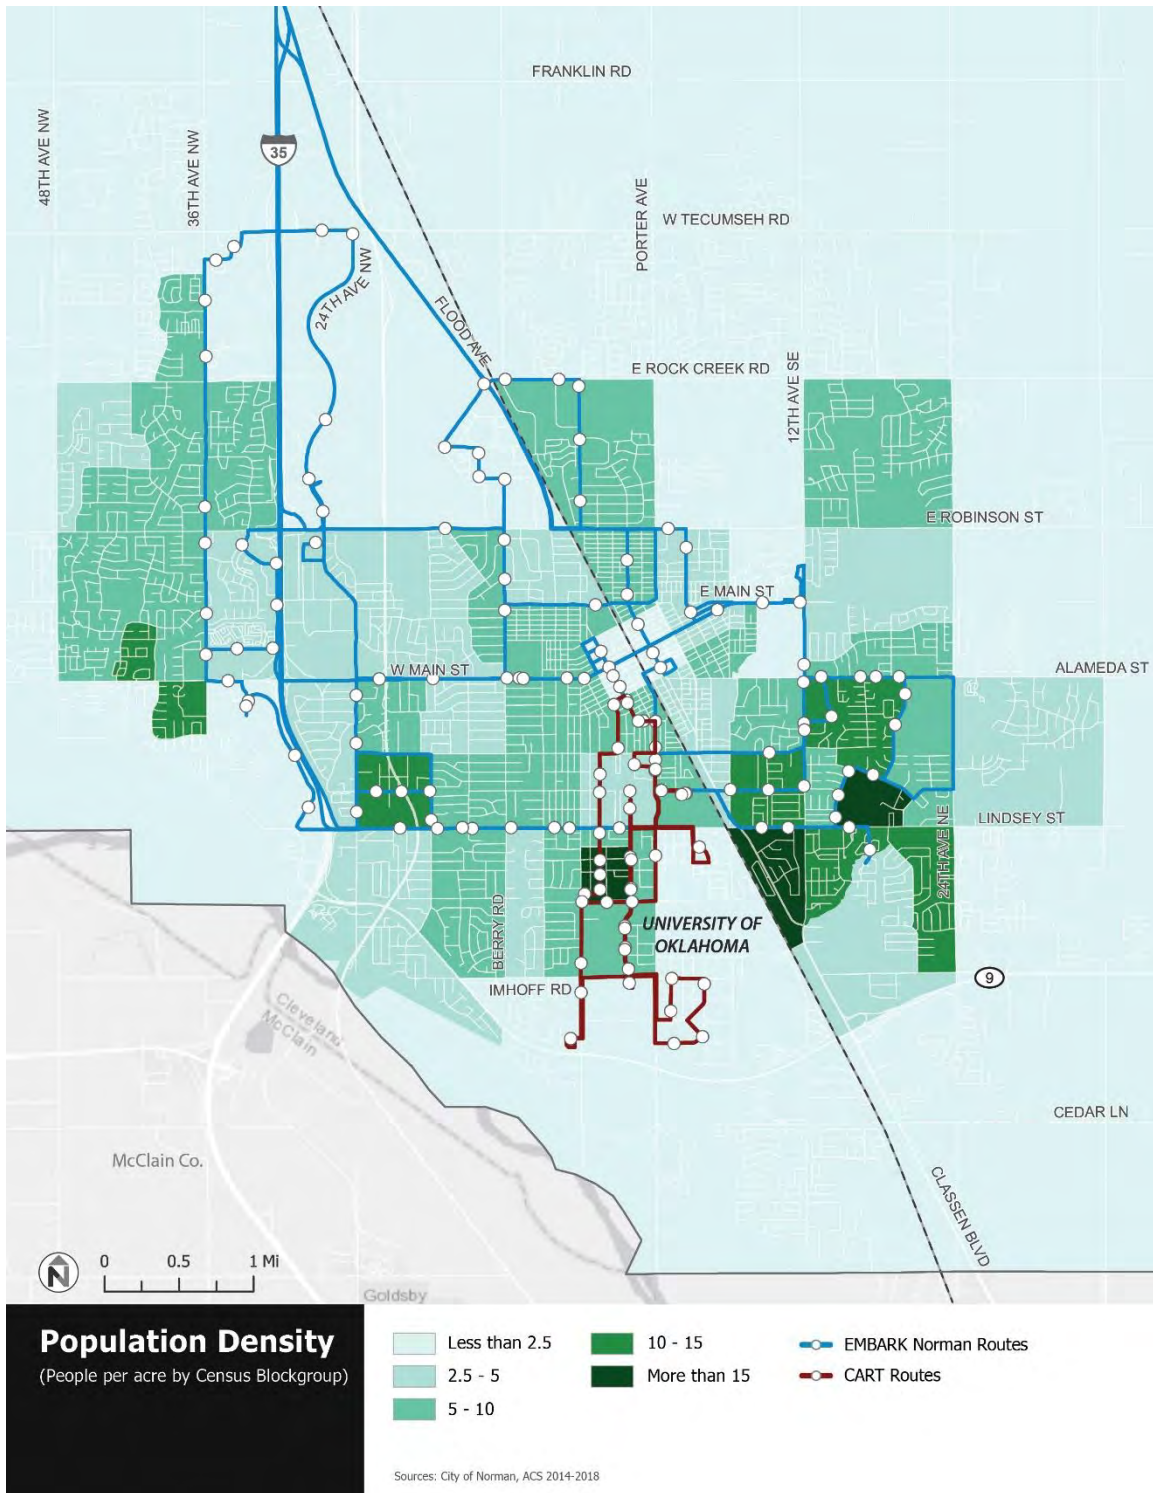 FRANKLIN RD
48TH AVE NW
36TH AVE NW
35
PORTER AVE
W TECUMSEH RD
24TH AVE NW
FLOOD AVE
E ROCK CREEK RD
12TH AVE SE
E ROBINSON ST
E MAIN ST
W MAIN ST
ALAMEDA ST
LINDSEY ST
24TH AVE NE
BERRY RD
UNIVERSITY OF
OKLAHOMA
IMHOFF RD
9
Cleveland
McClain
CEDAR LN
McClain Co.
CLASSEN BLVD
N
0 0.5 1 Mi
Goldsby
Population Density
(People per acre by Census Blockgroup)
Less than 2.5
2.5 - 5
5 - 10
10 - 15
More than 15
EMBARK Norman Routes
CART Routes
Sources: City of Norman, ACS 2014-2018